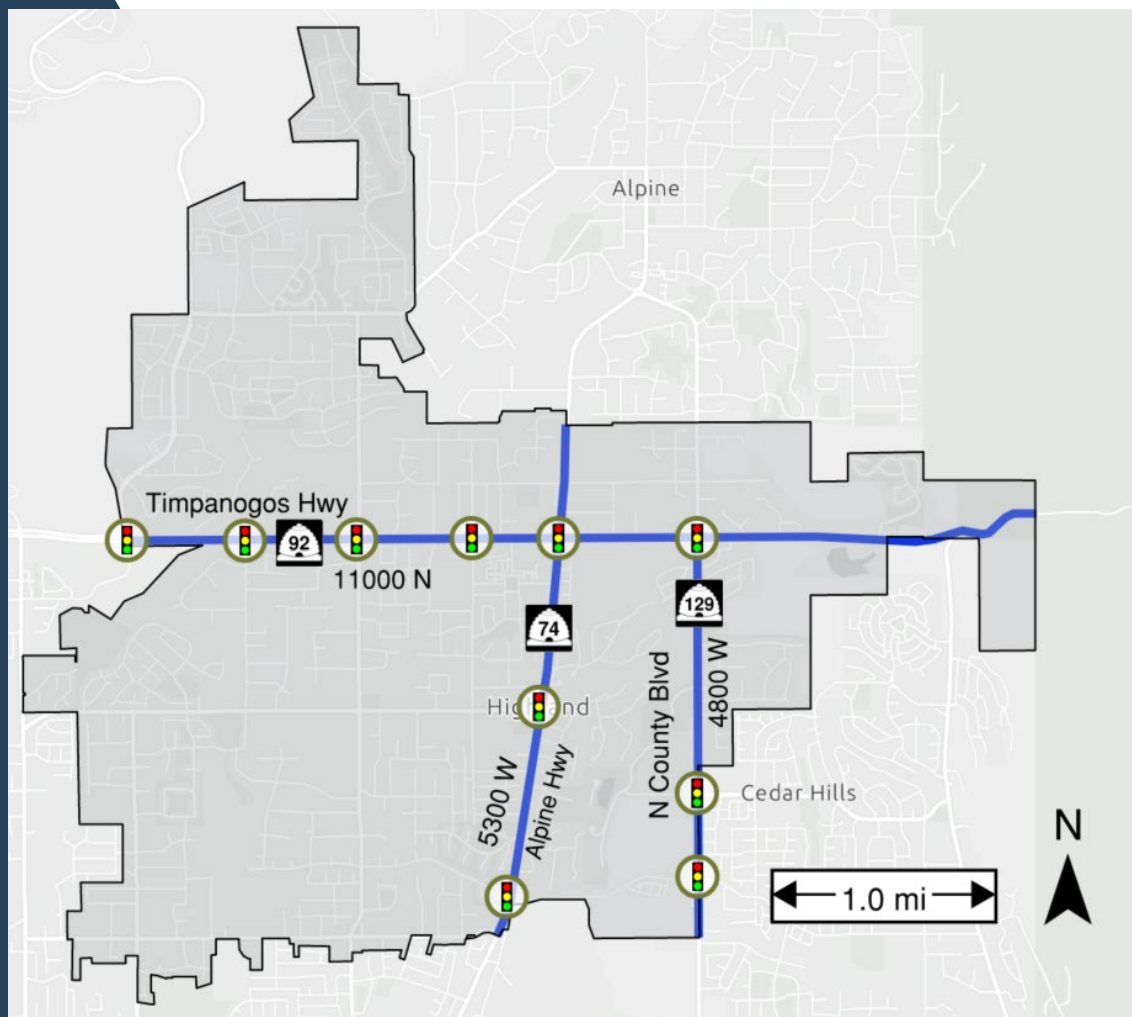 Alpine
Timpanogos Hwy
92
11000 N
74
129
N County Blvd
4800 W
Highland
5300 W
Alpine Hwy
Cedar Hills
N
1.0 mi